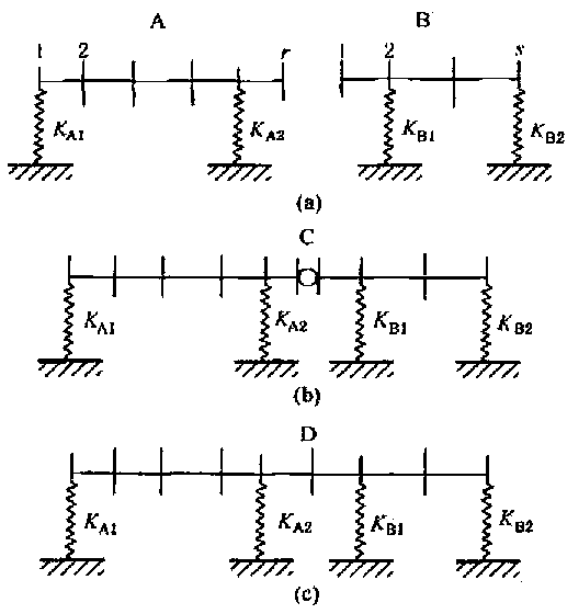 A B
1 2 r 1 2 s
K_A1 K_A2 K_B1 K_B2
(a)
C
K_A1 K_A2 K_B1 K_B2
(b)
D
K_A1 K_A2 K_B1 K_B2
(c)